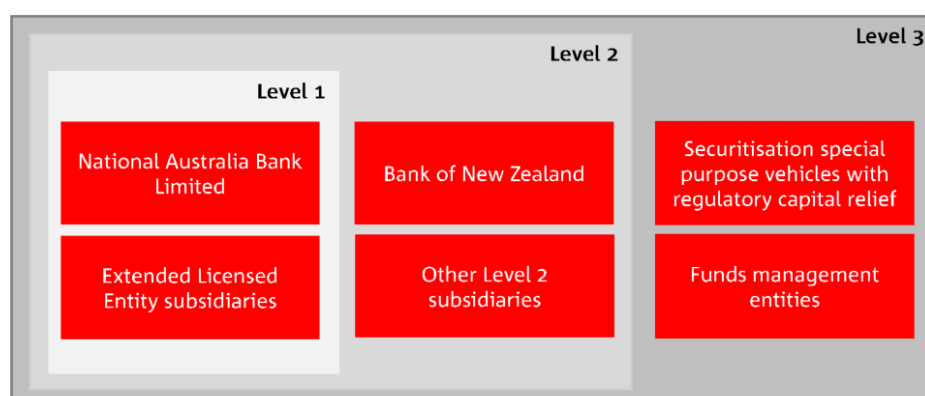 Level 3
Level 2
Level 1
National Australia Bank
Limited
Bank of New Zealand
Securitisation special
purpose vehicles with
regulatory capital relief
Extended Licensed
Entity subsidiaries
Other Level 2
subsidiaries
Funds management
entities